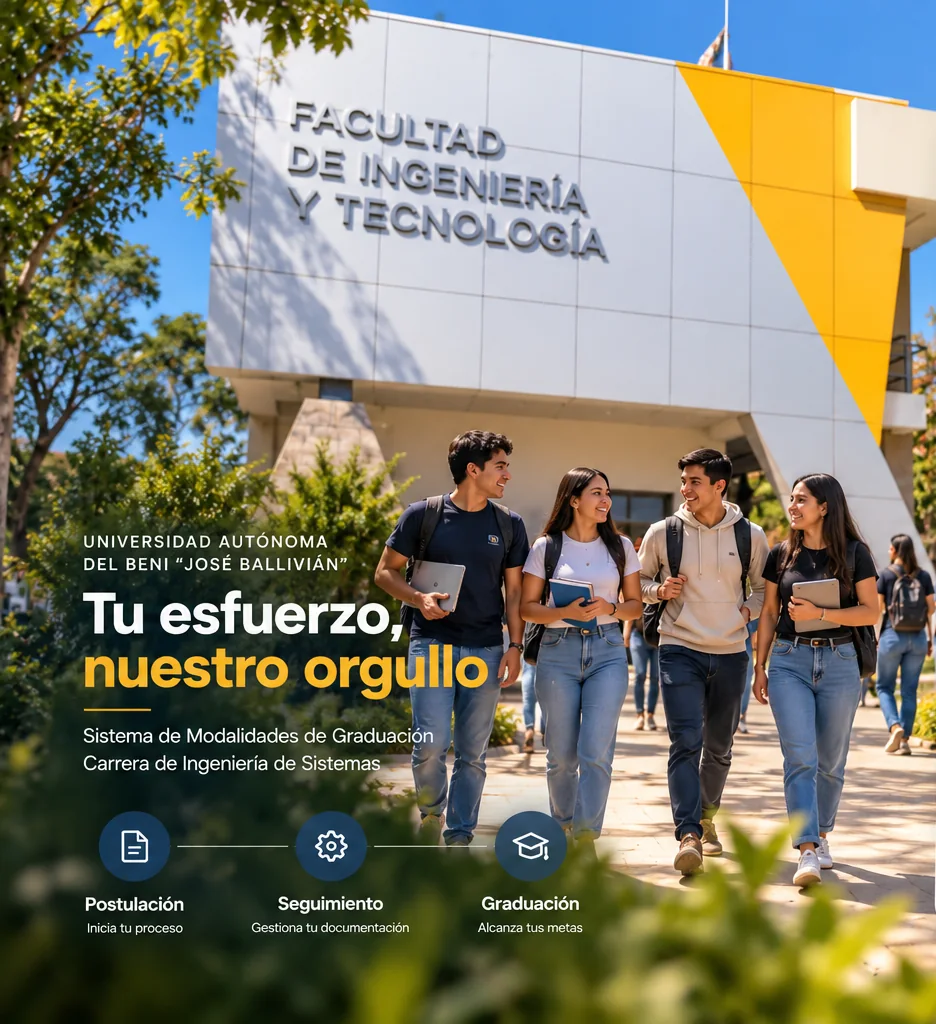 FACULTAD
DE INGENIERÍA
Y TECNOLOGÍA
UNIVERSIDAD AUTÓNOMA
DEL BENI “JOSÉ BALLIVIÁN”
Tu esfuerzo,
nuestro orgullo
Sistema de Modalidades de Graduación
Carrera de Ingeniería de Sistemas
Postulación
Inicia tu proceso
Seguimiento
Gestiona tu documentación
Graduación
Alcanza tus metas